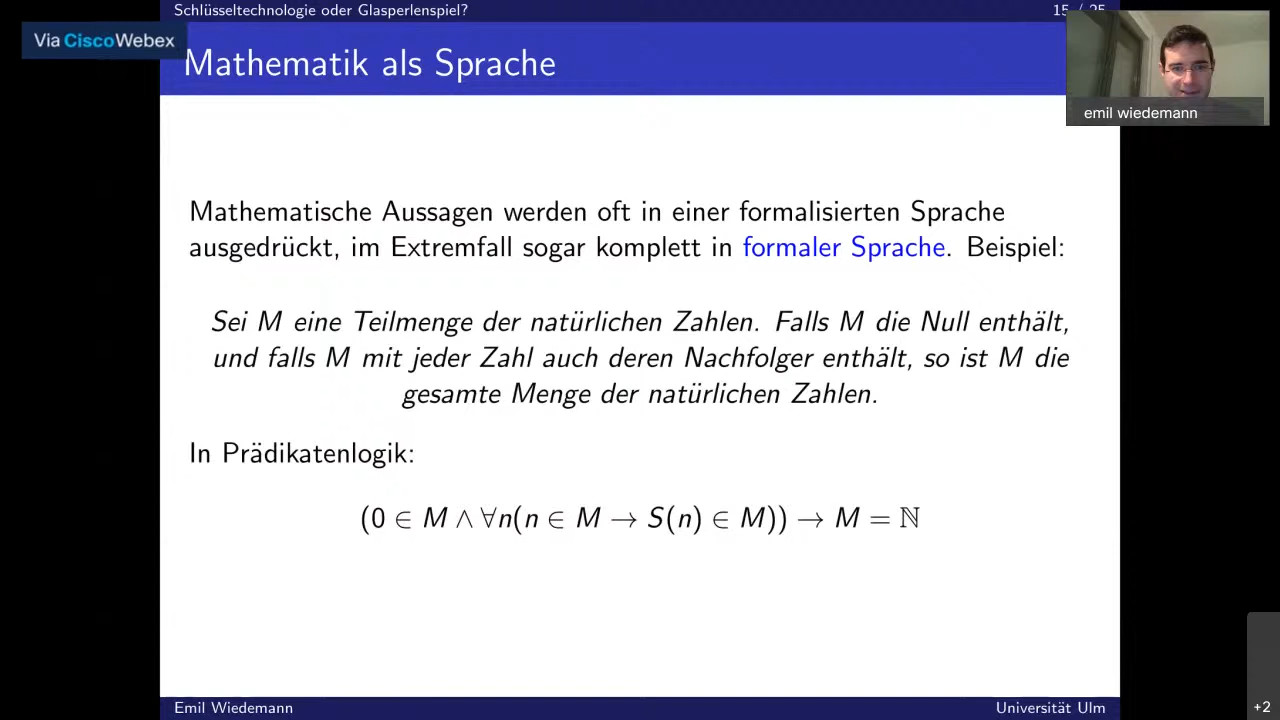 Schlüsseltechnologie oder Glasperlenspiel?
15 / 25
Via CiscoWebex
Mathematik als Sprache
emil wiedemann
Mathematische Aussagen werden oft in einer formalisierten Sprache
ausgedrückt, im Extremfall sogar komplett in formaler Sprache. Beispiel:
Sei M eine Teilmenge der natürlichen Zahlen. Falls M die Null enthält,
und falls M mit jeder Zahl auch deren Nachfolger enthält, so ist M die
gesamte Menge der natürlichen Zahlen.
In Prädikatenlogik:
(0 ∈ M ∧ ∀n(n ∈ M → S(n) ∈ M)) → M = ℕ
Emil Wiedemann
Universität Ulm
+2